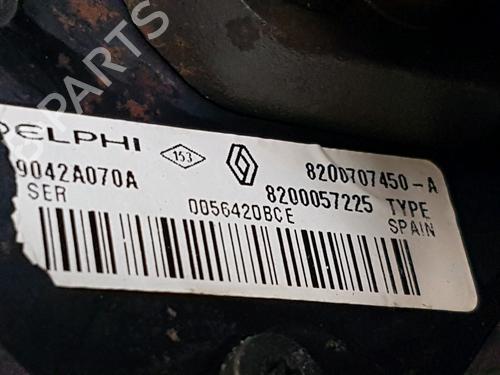 DELPHI 153 8200707450-A
9042A070A 8200057225 TYPE
SER 0056420BCE SPAIN
PARTS